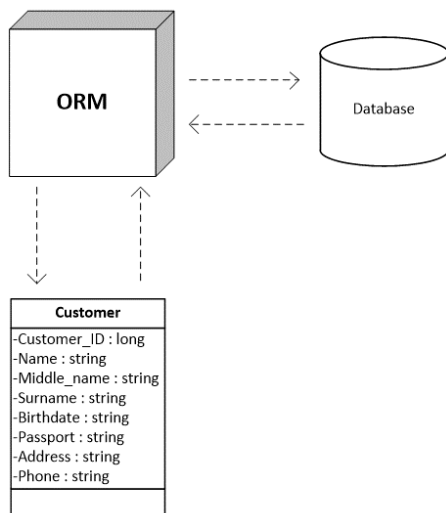 ORM
Database
Customer
-Customer_ID : long
-Name : string
-Middle_name : string
-Surname : string
-Birthdate : string
-Passport : string
-Address : string
-Phone : string